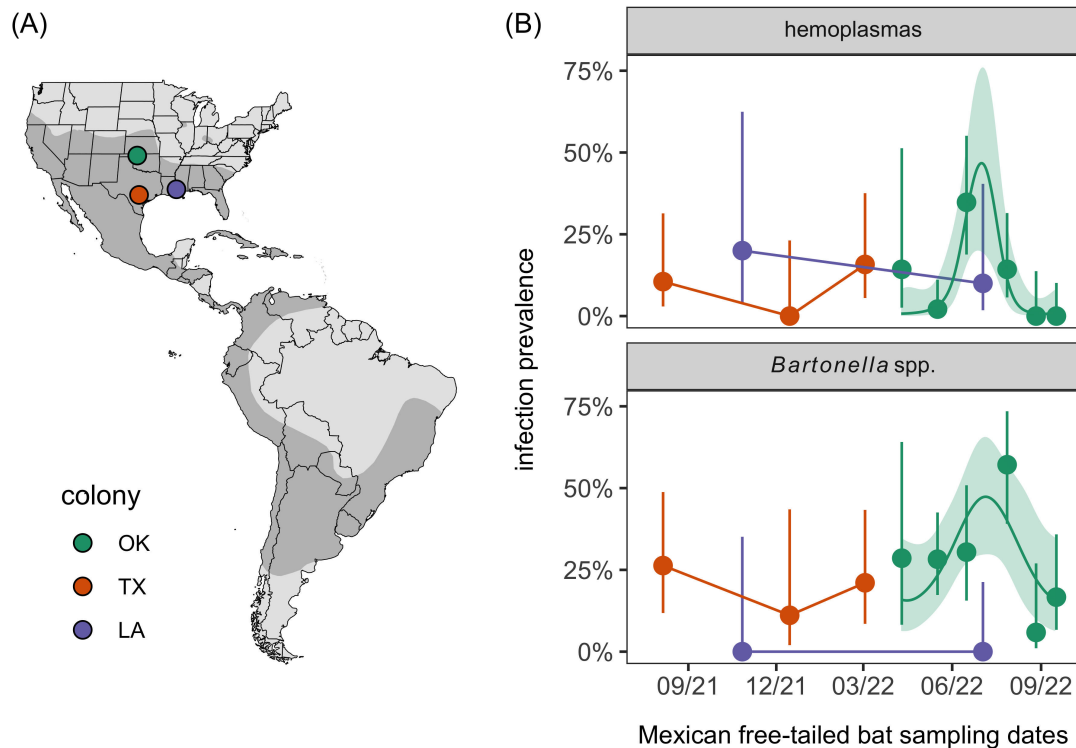 (A)
colony
OK
TX
LA
(B)
infection prevalence
hemoplasmas
75%
50%
25%
0%
Bartonella spp.
75%
50%
25%
0%
09/21 12/21 03/22 06/22 09/22
Mexican free-tailed bat sampling dates